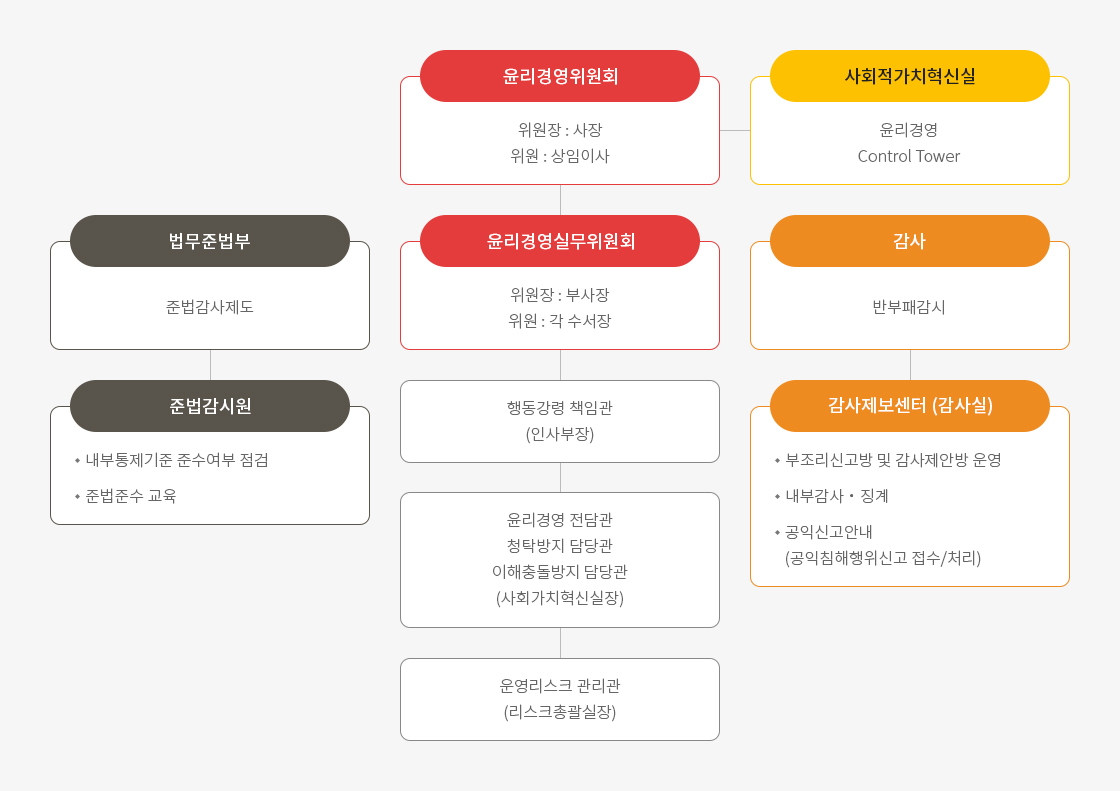 윤리경영위원회
위원장 : 사장
위원 : 상임이사
사회적가치혁신실
윤리경영
Control Tower
법무준법부
준법감사제도
윤리경영실무위원회
위원장 : 부사장
위원 : 각 수서장
감사
반부패감시
준법감시원
• 내부통제기준 준수여부 점검
• 준법준수 교육
행동강령 책임관
(인사부장)
윤리경영 전담관
청탁방지 담당관
이해충돌방지 담당관
(사회가치혁신실장)
운영리스크 관리관
(리스크총괄실장)
감사제보센터 (감사실)
• 부조리신고방 및 감사제안방 운영
• 내부감사・징계
• 공익신고안내
(공익침해행위신고 접수/처리)